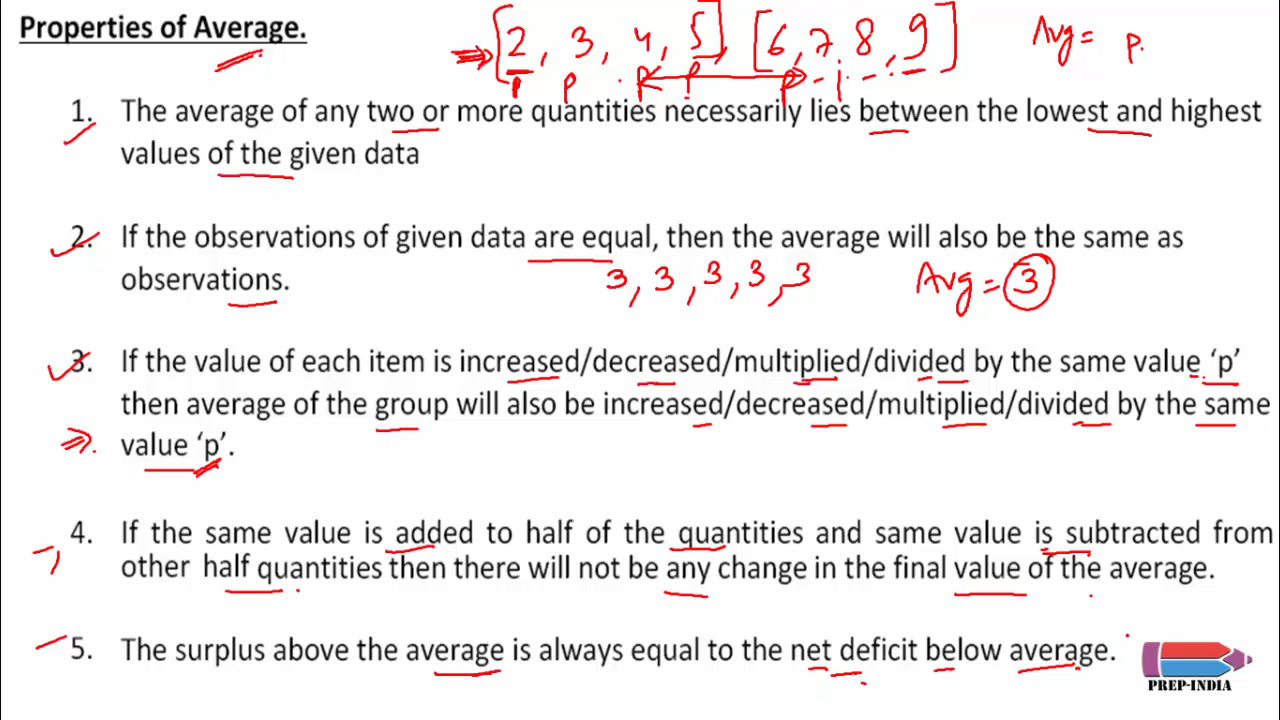 Properties of Average.
[2, 3, 4, 5], [6, 7, 8, 9]
Avg = p.
p p p p p
1. The average of any two or more quantities necessarily lies between the lowest and highest
values of the given data
2. If the observations of given data are equal, then the average will also be the same as
observations.
3, 3, 3, 3, 3 Avg = 3
3. If the value of each item is increased/decreased/multiplied/divided by the same value ‘p’
then average of the group will also be increased/decreased/multiplied/divided by the same
value ‘p’.
4. If the same value is added to half of the quantities and same value is subtracted from
other half quantities then there will not be any change in the final value of the average.
5. The surplus above the average is always equal to the net deficit below average.
PREP-INDIA